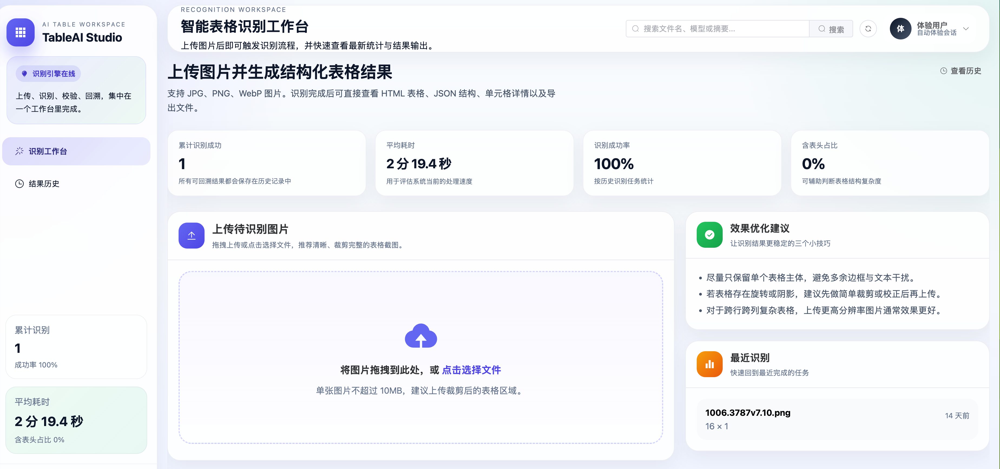 AI TABLE WORKSPACE
TableAI Studio
识别引擎在线
上传、识别、校验、回溯，集中在
一个工作台里完成。
识别工作台
结果历史
累计识别
1
成功率 100%
平均耗时
2 分 19.4 秒
含表头占比 0%
RECOGNITION WORKSPACE
智能表格识别工作台
上传图片后即可触发识别流程，并快速查看最新统计与结果输出。
搜索文件名、模型或摘要...
搜索
体
体验用户
自动体验会话
上传图片并生成结构化表格结果
查看历史
支持 JPG、PNG、WebP 图片。识别完成后可直接查看 HTML 表格、JSON 结构、单元格详情以及导
出文件。
累计识别成功
1
所有可回溯结果都会保存在历史记录中
平均耗时
2 分 19.4 秒
用于评估系统当前的处理速度
识别成功率
100%
按历史识别任务统计
含表头占比
0%
可辅助判断表格结构复杂度
上传待识别图片
拖拽上传或点击选择文件，推荐清晰、裁剪完整的表格截图。
将图片拖拽到此处，或 点击选择文件
单张图片不超过 10MB，建议上传裁剪后的表格区域。
效果优化建议
让识别结果更稳定的三个小技巧
• 尽量只保留单个表格主体，避免多余边框与文本干扰。
• 若表格存在旋转或阴影，建议先做简单裁剪或校正后再上传。
• 对于跨行跨列复杂表格，上传更高分辨率图片通常效果更好。
最近识别
快速回到最近完成的任务
1006.3787v7.10.png
14 天前
16 × 1